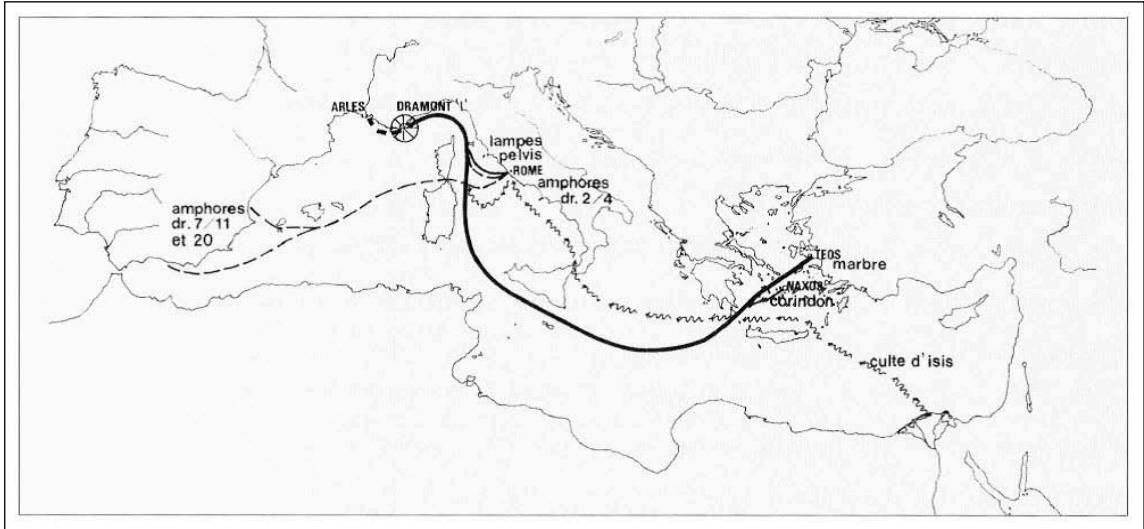 ARLES
DRAMONT 'L'
lampes
pelvis
ROME
amphores
dr. 2/4
amphores
dr. 7/11
et 20
TEOS
marbre
NAXOS
corindon
culte d'isis